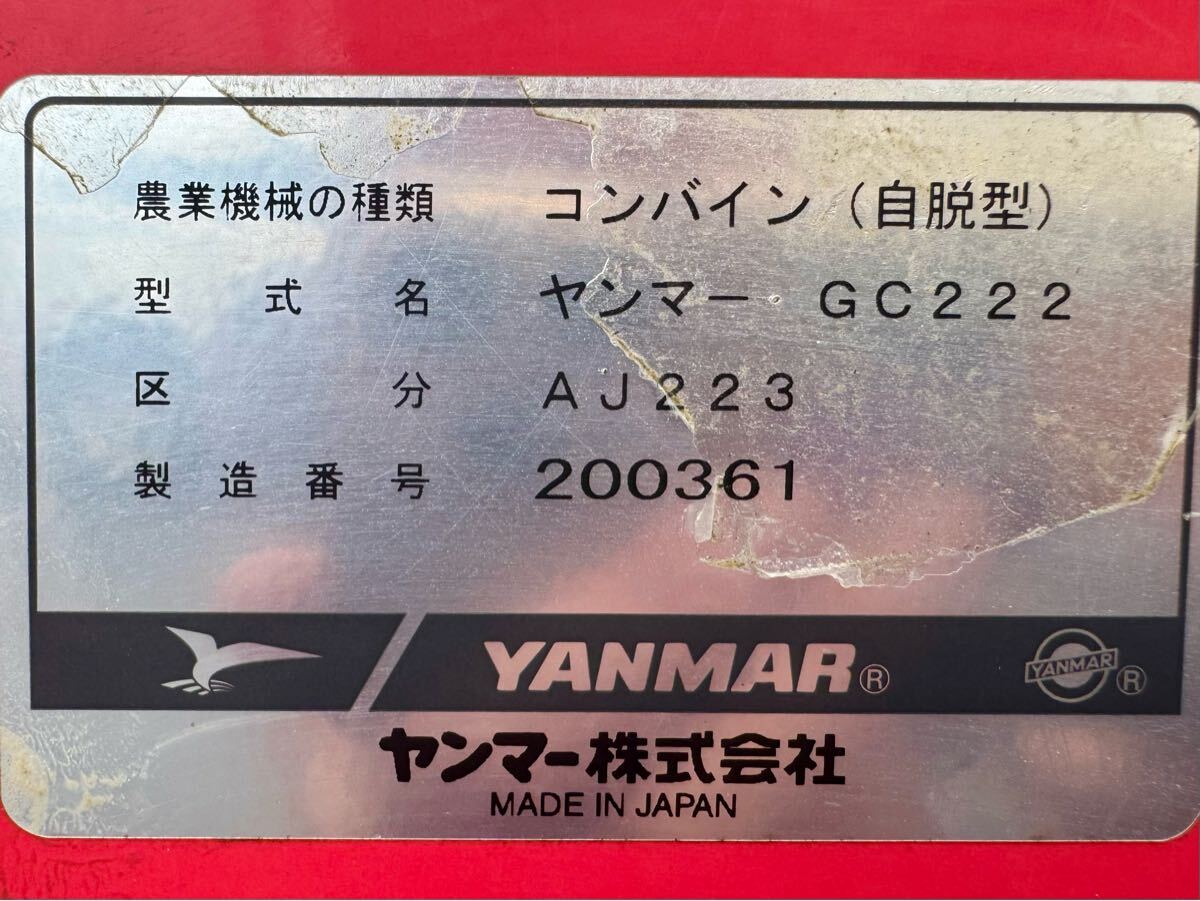 農業機械の種類 コンバイン（自脱型）
型式名 ヤンマー GC222
区分 AJ223
製造番号 200361
YANMAR® YANMAR®
ヤンマー株式会社
MADE IN JAPAN